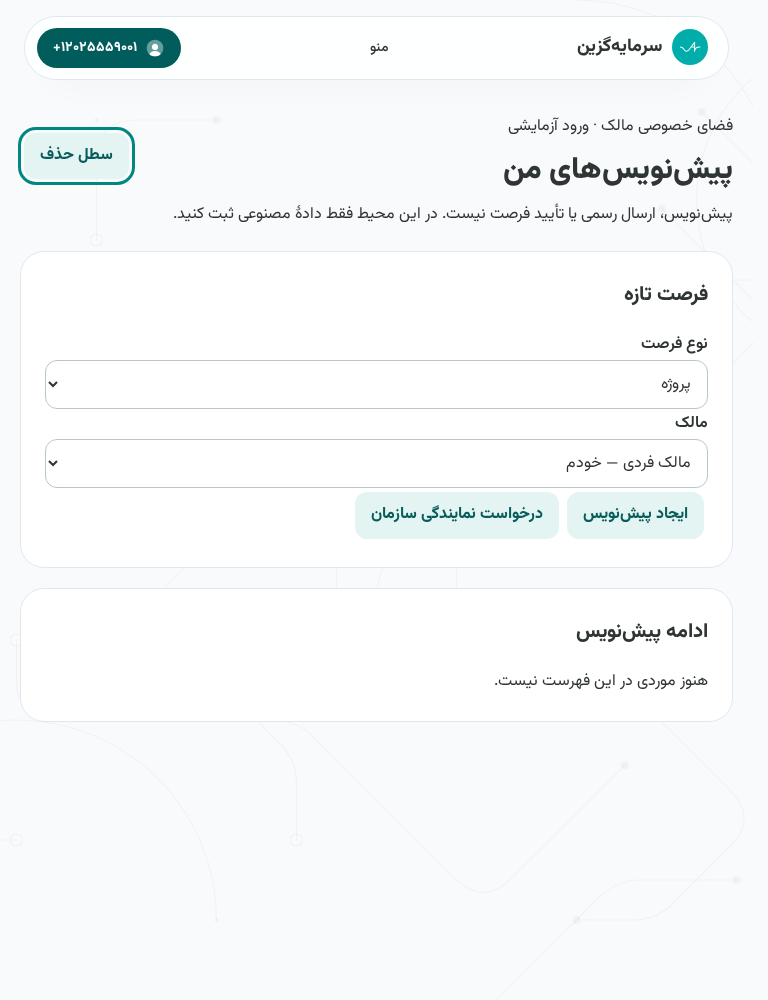 سرمایه‌گزین
منو
+۱۲۰۲۵۵۵۹۰۰۱
فضای خصوصی مالک · ورود آزمایشی
پیش‌نویس‌های من
سطل حذف
پیش‌نویس، ارسال رسمی یا تأیید فرصت نیست. در این محیط فقط دادهٔ مصنوعی ثبت کنید.
فرصت تازه
نوع فرصت
پروژه
مالک
مالک فردی — خودم
ایجاد پیش‌نویس
درخواست نمایندگی سازمان
ادامه پیش‌نویس
هنوز موردی در این فهرست نیست.